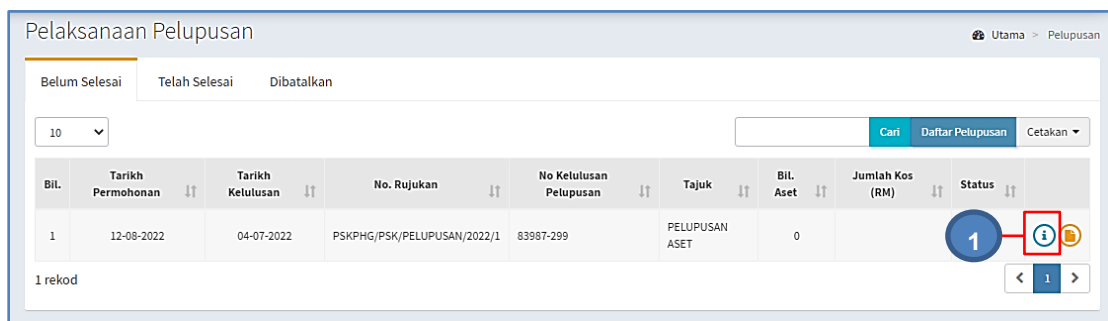 Pelaksanaan Pelupusan
Utama > Pelupusan
Belum Selesai Telah Selesai Dibatalkan
10 Cari Daftar Pelupusan Cetakan
Bil. Tarikh Permohonan Tarikh Kelulusan No. Rujukan No Kelulusan Pelupusan Tajuk Bil. Aset Jumlah Kos (RM) Status
1 12-08-2022 04-07-2022 PSKPHG/PSK/PELUPUSAN/2022/1 83987-299 PELUPUSAN ASET 0 1 i
1 rekod < 1 >